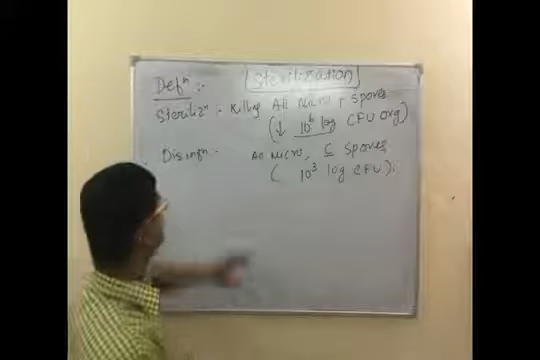 Sterilization
Defⁿ :-
Sterilizⁿ : Killing All Micro + Spores
(↓ 10⁶ log CFU org)
Disinfⁿ. All Micro, C̲ Spores
( 10³ log CFU).